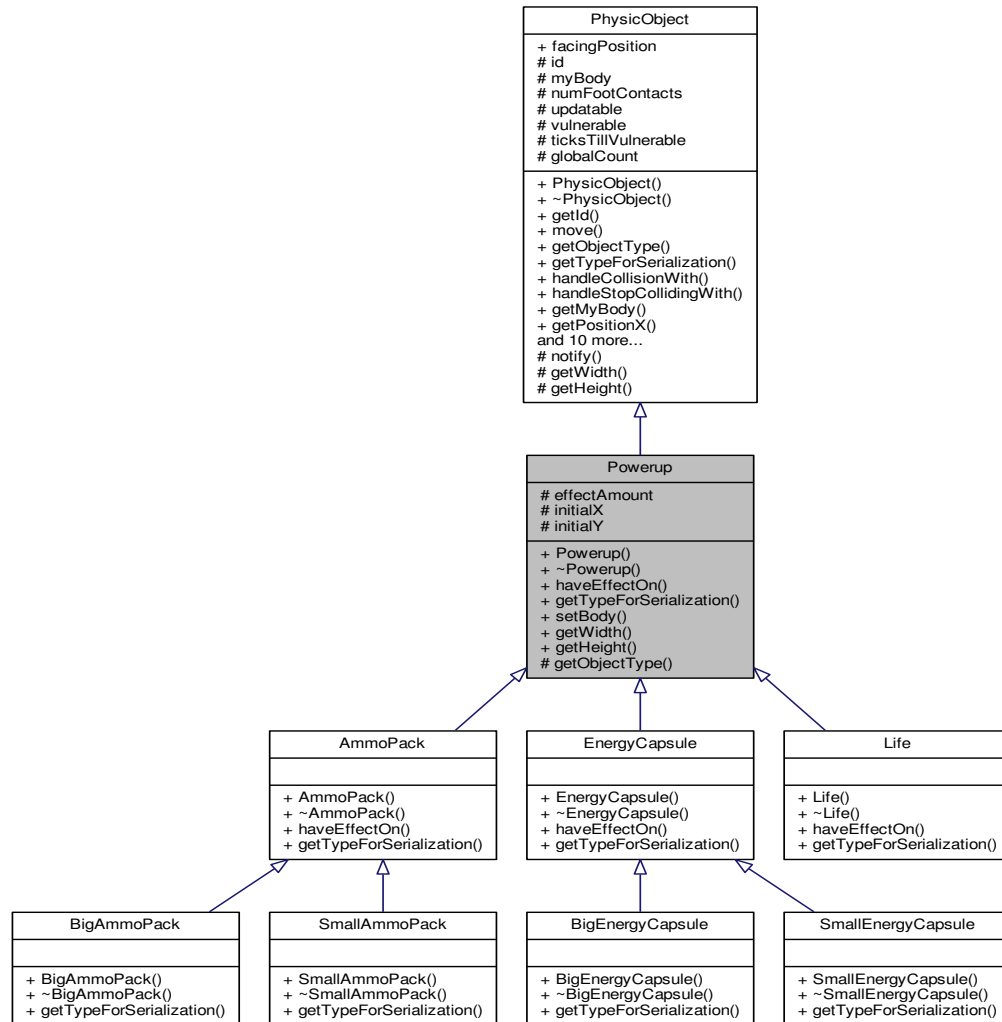 PhysicObject
+ facingPosition
# id
# myBody
# numFootContacts
# updatable
# vulnerable
# ticksTillVulnerable
# globalCount
+ PhysicObject()
+ ~PhysicObject()
+ getId()
+ move()
+ getObjectType()
+ getTypeForSerialization()
+ handleCollisionWith()
+ handleStopCollidingWith()
+ getMyBody()
+ getPositionX()
and 10 more...
# notify()
# getWidth()
# getHeight()
Powerup
# effectAmount
# initialX
# initialY
+ Powerup()
+ ~Powerup()
+ haveEffectOn()
+ getTypeForSerialization()
+ setBody()
+ getWidth()
+ getHeight()
# getObjectType()
AmmoPack
+ AmmoPack()
+ ~AmmoPack()
+ haveEffectOn()
+ getTypeForSerialization()
EnergyCapsule
+ EnergyCapsule()
+ ~EnergyCapsule()
+ haveEffectOn()
+ getTypeForSerialization()
Life
+ Life()
+ ~Life()
+ haveEffectOn()
+ getTypeForSerialization()
BigAmmoPack
+ BigAmmoPack()
+ ~BigAmmoPack()
+ getTypeForSerialization()
SmallAmmoPack
+ SmallAmmoPack()
+ ~SmallAmmoPack()
+ getTypeForSerialization()
BigEnergyCapsule
+ BigEnergyCapsule()
+ ~BigEnergyCapsule()
+ getTypeForSerialization()
SmallEnergyCapsule
+ SmallEnergyCapsule()
+ ~SmallEnergyCapsule()
+ getTypeForSerialization()